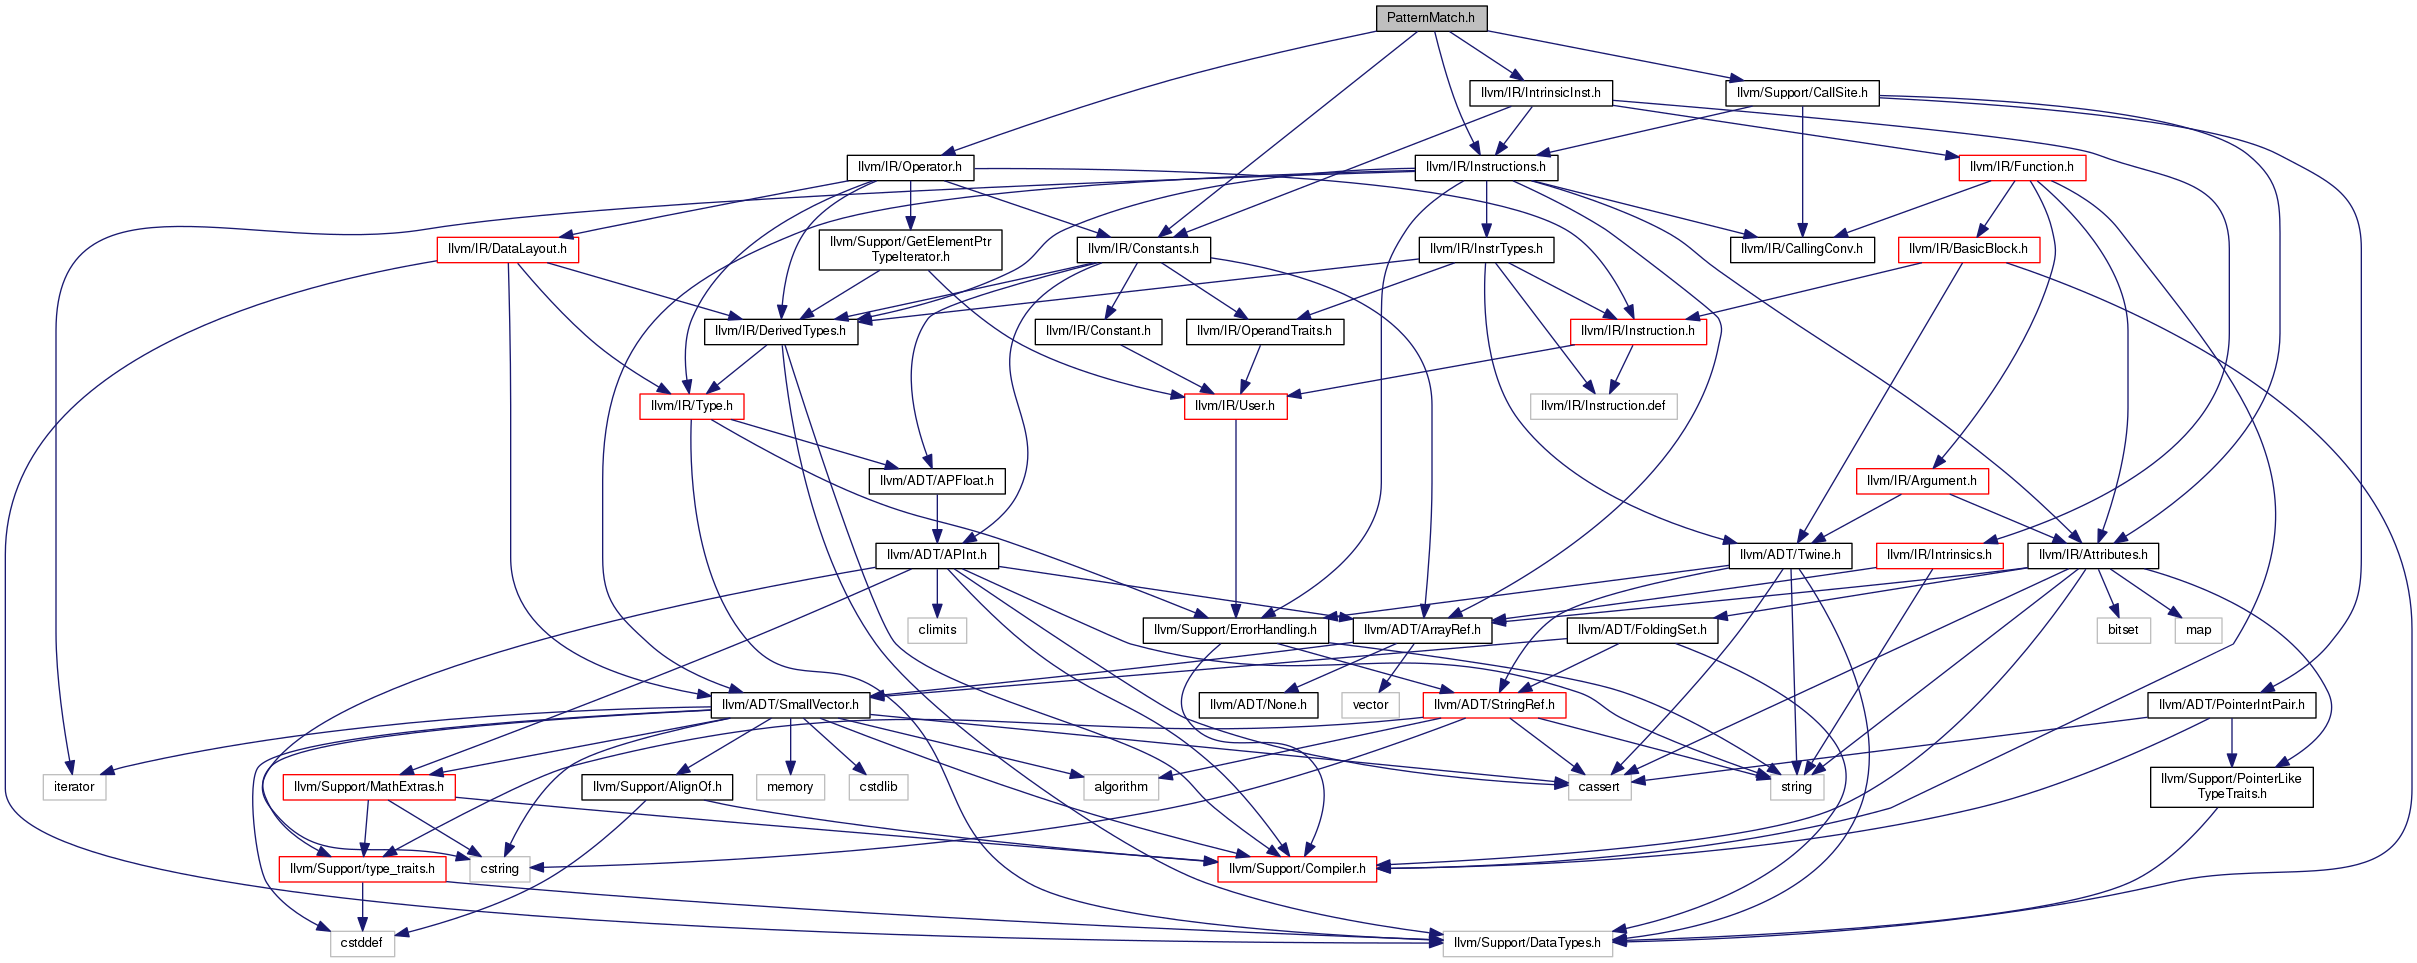 PatternMatch.h
llvm/IR/IntrinsicInst.h
llvm/Support/CallSite.h
llvm/IR/Operator.h
llvm/IR/Instructions.h
llvm/IR/Function.h
llvm/IR/DataLayout.h
llvm/Support/GetElementPtr
TypeIterator.h
llvm/IR/Constants.h
llvm/IR/InstrTypes.h
llvm/IR/CallingConv.h
llvm/IR/BasicBlock.h
llvm/IR/DerivedTypes.h
llvm/IR/Constant.h
llvm/IR/OperandTraits.h
llvm/IR/Instruction.h
llvm/IR/Type.h
llvm/IR/User.h
llvm/IR/Instruction.def
llvm/ADT/APFloat.h
llvm/IR/Argument.h
llvm/ADT/APInt.h
llvm/ADT/Twine.h
llvm/IR/Intrinsics.h
llvm/IR/Attributes.h
climits
llvm/Support/ErrorHandling.h
llvm/ADT/ArrayRef.h
llvm/ADT/FoldingSet.h
bitset
map
llvm/ADT/SmallVector.h
llvm/ADT/None.h
vector
llvm/ADT/StringRef.h
llvm/ADT/PointerIntPair.h
iterator
llvm/Support/MathExtras.h
llvm/Support/AlignOf.h
memory
cstdlib
algorithm
cassert
string
llvm/Support/PointerLike
TypeTraits.h
llvm/Support/type_traits.h
cstring
llvm/Support/Compiler.h
cstddef
llvm/Support/DataTypes.h